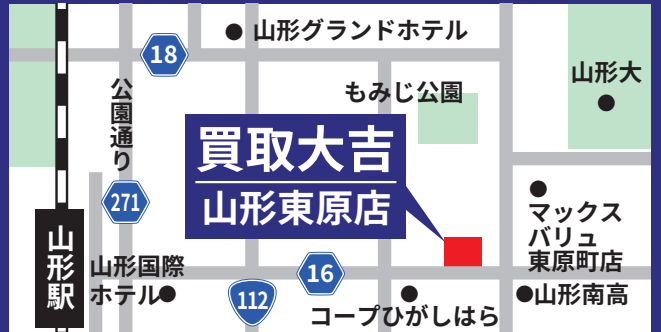 山形グランドホテル
18
山形大
もみじ公園
公園通り
買取大吉
山形東原店
271
マックス
バリュ
東原町店
山形駅
山形国際
ホテル
16
112
山形南高
コープひがしはら